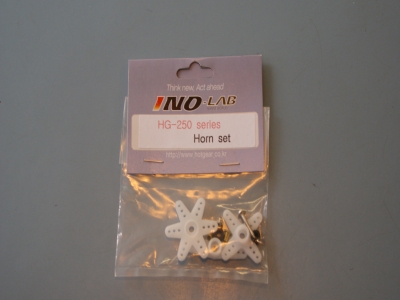 Think new, Act ahead
INO-LAB
HG-250 series
Horn set